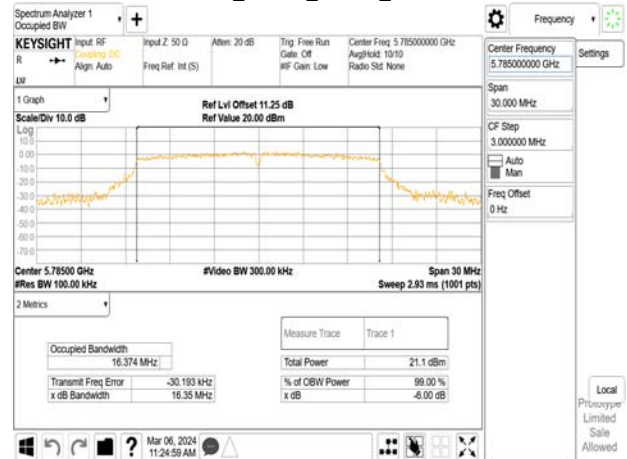 Spectrum Analyzer 1
Occupied BW
Frequency
KEYSIGHT
Input: RF
Coupling: DC
Align: Auto
Input Z: 50 Ω
Freq Ref: Int (S)
Atten: 20 dB
Trig: Free Run
Gate: Off
#IF Gain: Low
Center Freq: 5.785000000 GHz
Avg|Hold: 10/10
Radio Std: None
R
LV
Center Frequency
5.785000000 GHz
Settings
Span
30.000 MHz
CF Step
3.000000 MHz
Auto
Man
Freq Offset
0 Hz
1 Graph
Scale/Div 10.0 dB
Ref Lvl Offset 11.25 dB
Ref Value 20.00 dBm
Log
10.0
0.00
-10.0
-20.0
-30.0
-40.0
-50.0
-60.0
-70.0
Center 5.78500 GHz
#Res BW 100.00 kHz
#Video BW 300.00 kHz
Span 30 MHz
Sweep 2.93 ms (1001 pts)
2 Metrics
Measure Trace Trace 1
Occupied Bandwidth
16.374 MHz
Total Power 21.1 dBm
Transmit Freq Error -30.193 kHz
% of OBW Power 99.00 %
x dB Bandwidth 16.35 MHz
x dB -6.00 dB
Local
Prototype
Limited
Sale
Allowed
Mar 06, 2024
11:24:59 AM